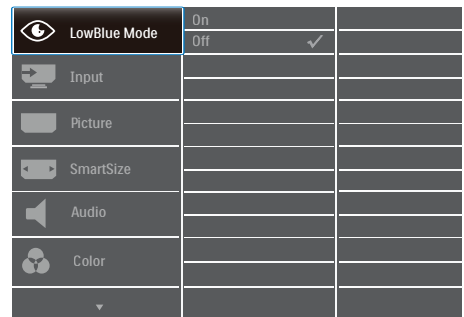 LowBlue Mode
On
Off
Input
Picture
SmartSize
Audio
Color